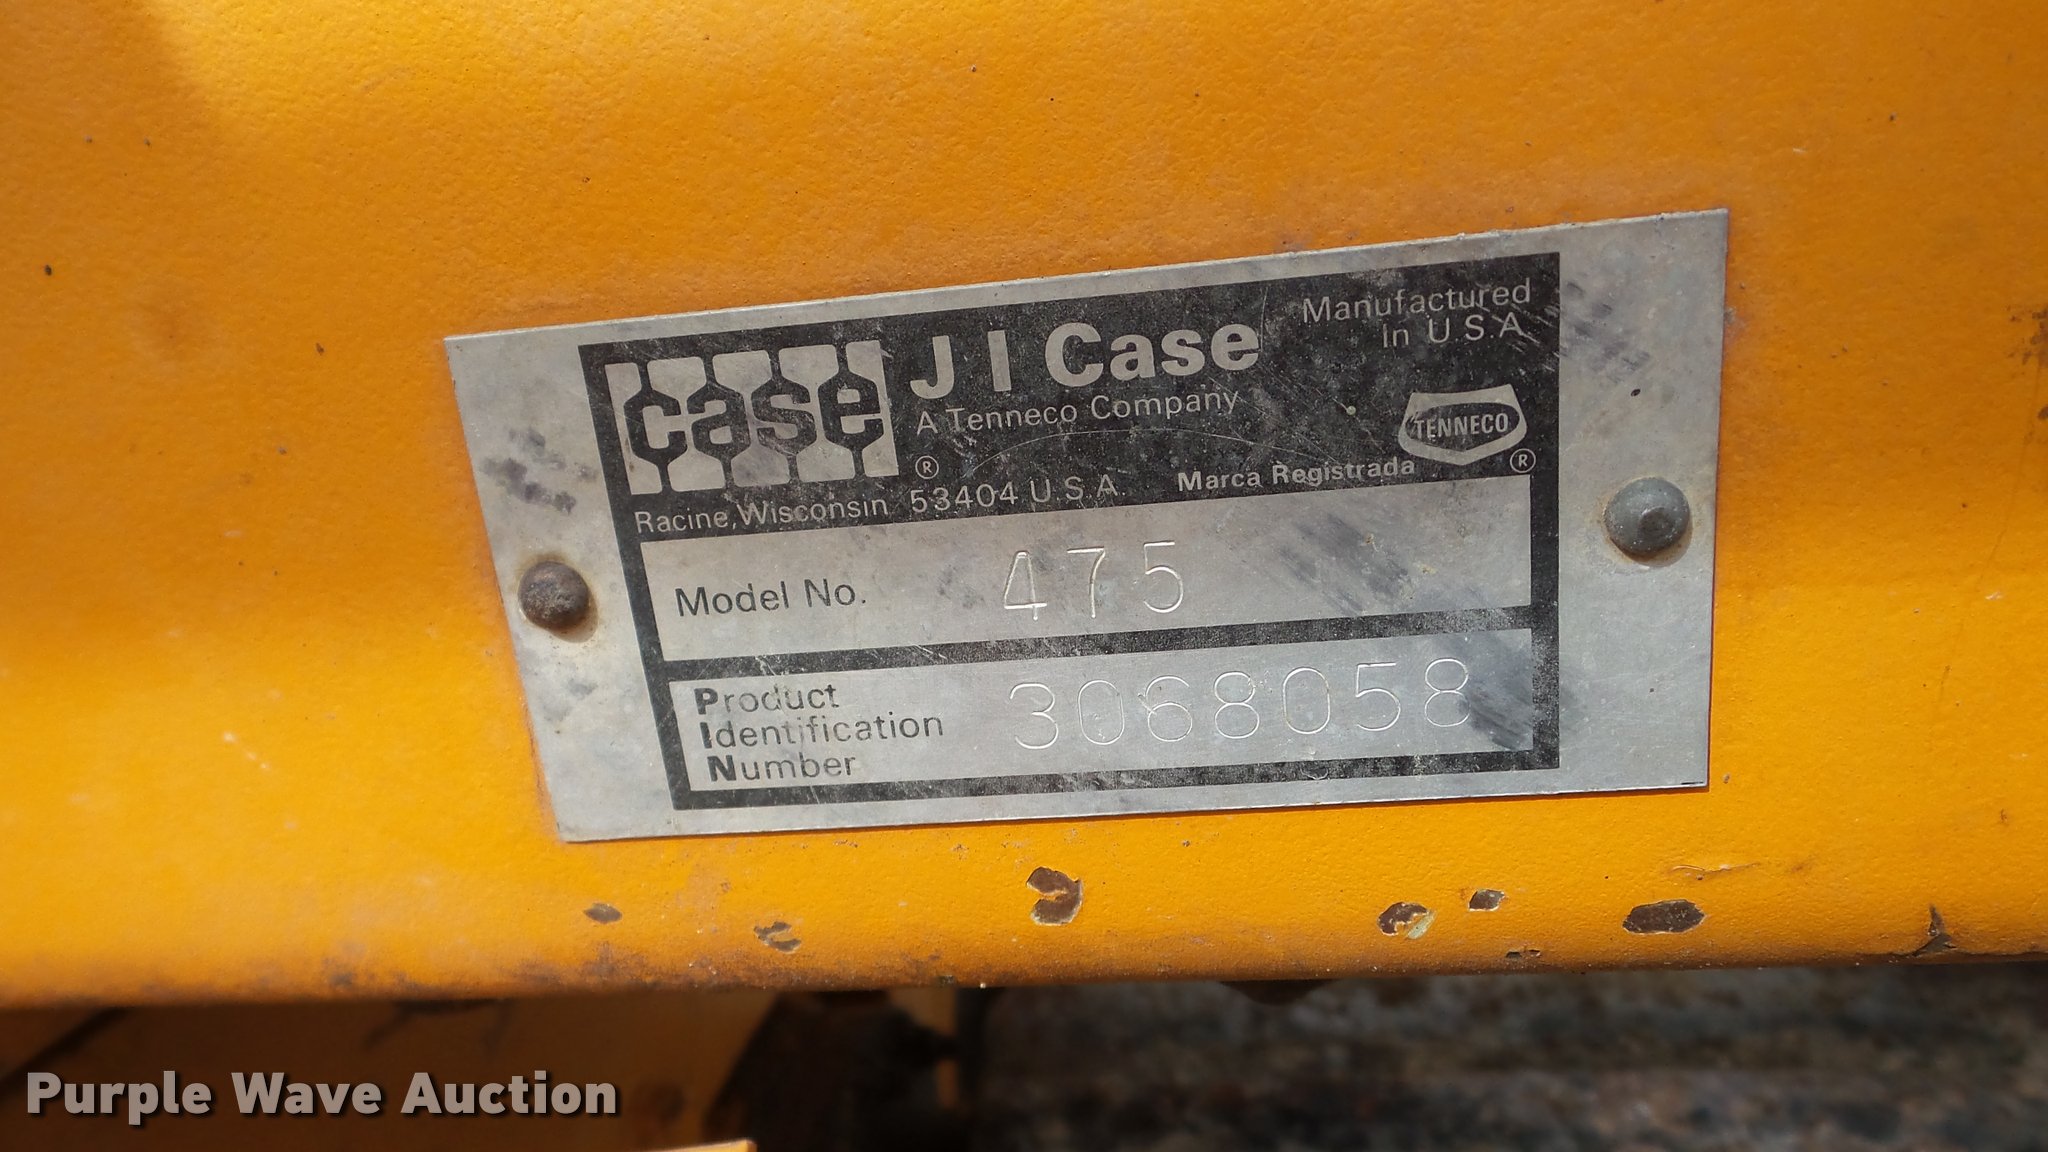 case
J I Case
Manufactured
In U.S.A.
A Tenneco Company
TENNECO
®
®
Marca Registrada
Racine, Wisconsin 53404 U.S.A.
Model No. 475
Product
Identification
Number
3068058
Purple Wave Auction